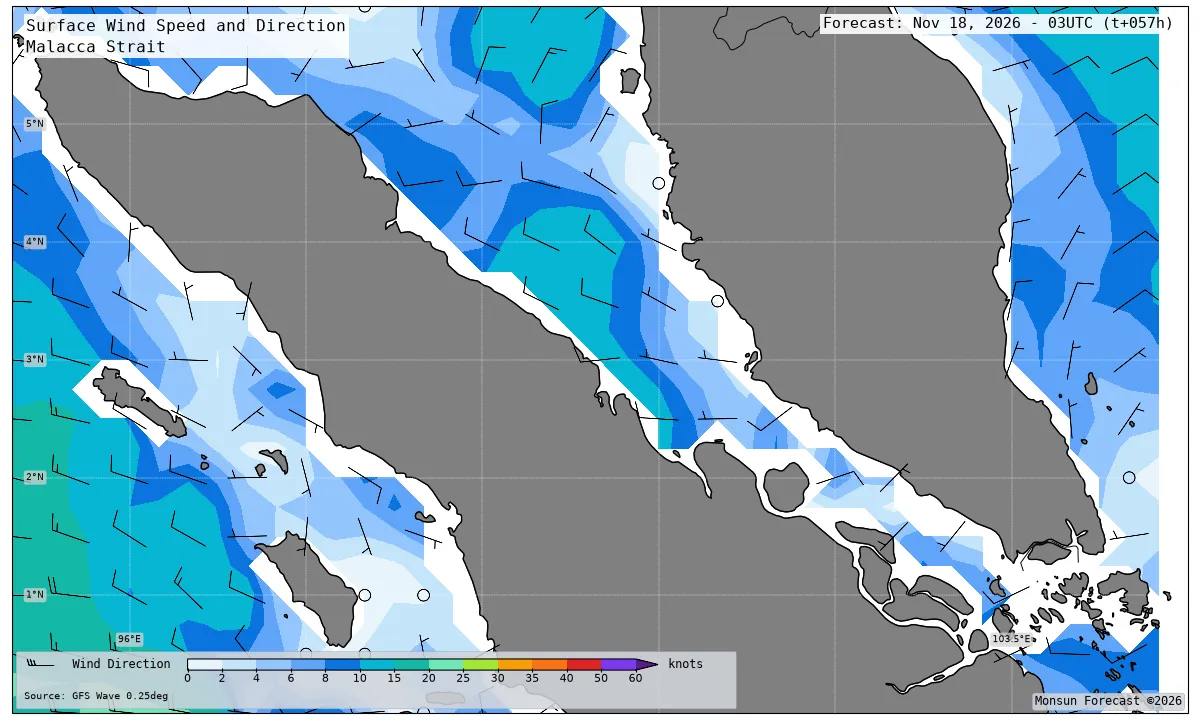 Surface Wind Speed and Direction
Malacca Strait
Forecast: Nov 18, 2026 - 03UTC (t+057h)
5°N
4°N
3°N
2°N
1°N
96°E
103.5°E
Wind Direction
0 2 4 6 8 10 15 20 25 30 35 40 50 60
knots
Source: GFS Wave 0.25deg
Monsun Forecast ©2026